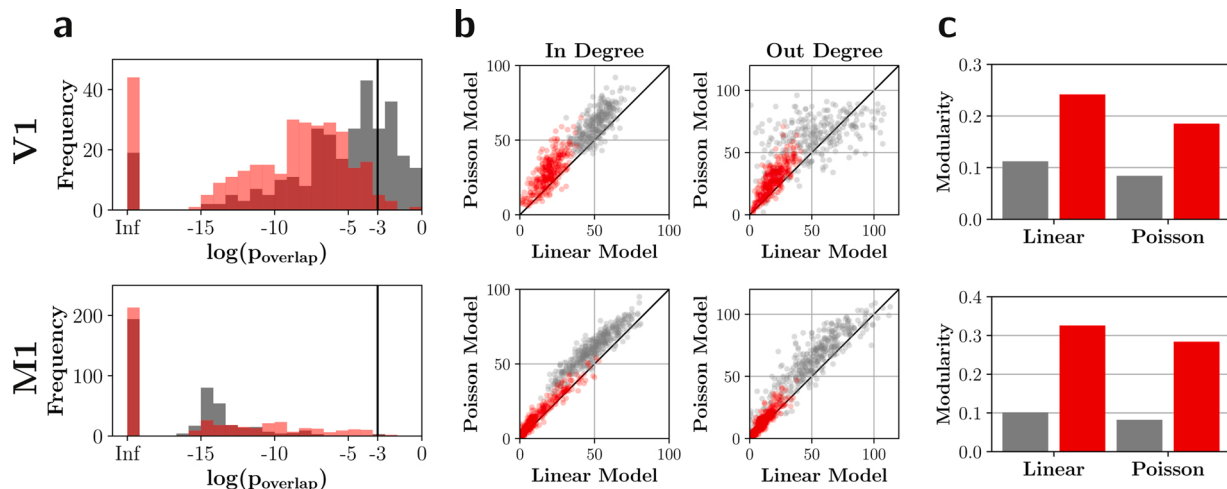 a
b
c
V1
Frequency
40
20
0
Inf
-15
-10
-5
-3
0
log(p_overlap)
In Degree
Poisson Model
100
50
0
0
50
100
Linear Model
Out Degree
Poisson Model
100
50
0
0
50
100
Linear Model
Modularity
0.3
0.2
0.1
0.0
Linear
Poisson
M1
Frequency
200
100
0
Inf
-15
-10
-5
-3
0
log(p_overlap)
Poisson Model
100
50
0
0
50
100
Linear Model
Poisson Model
100
50
0
0
50
100
Linear Model
Modularity
0.4
0.3
0.2
0.1
0.0
Linear
Poisson